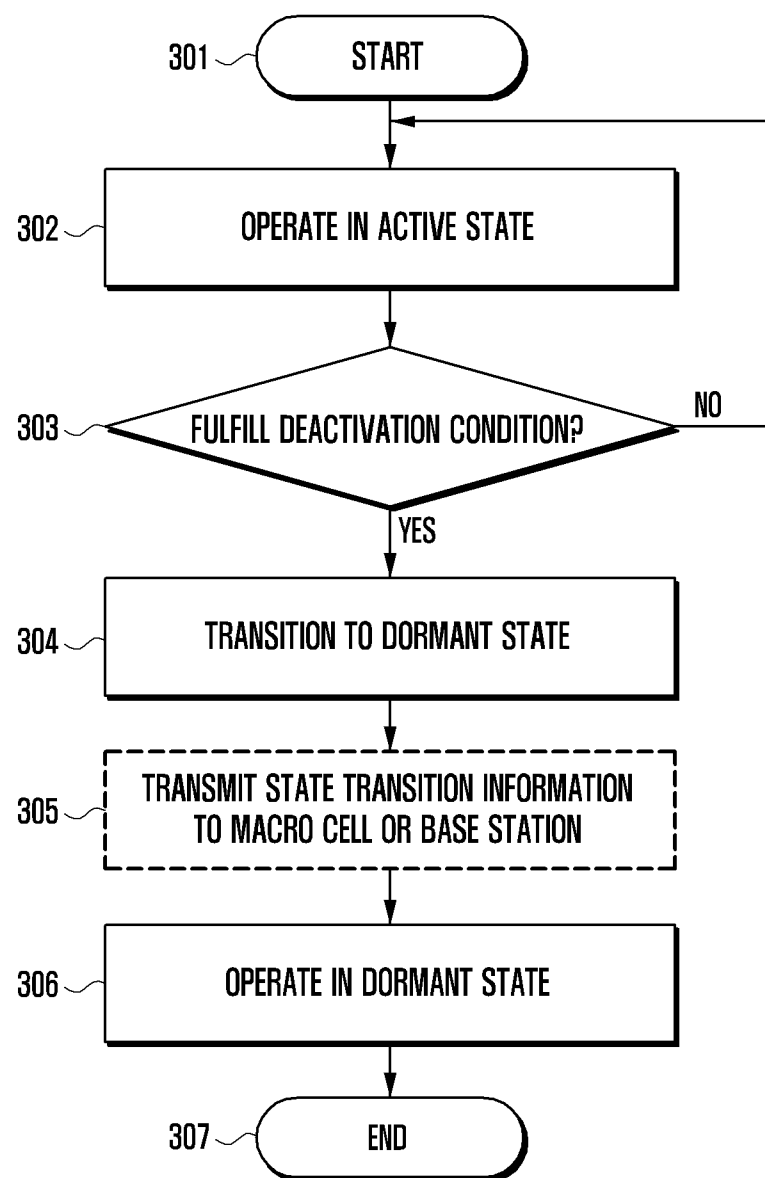 301
START
302
OPERATE IN ACTIVE STATE
303
FULFILL DEACTIVATION CONDITION?
NO
YES
304
TRANSITION TO DORMANT STATE
305
TRANSMIT STATE TRANSITION INFORMATION
TO MACRO CELL OR BASE STATION
306
OPERATE IN DORMANT STATE
307
END